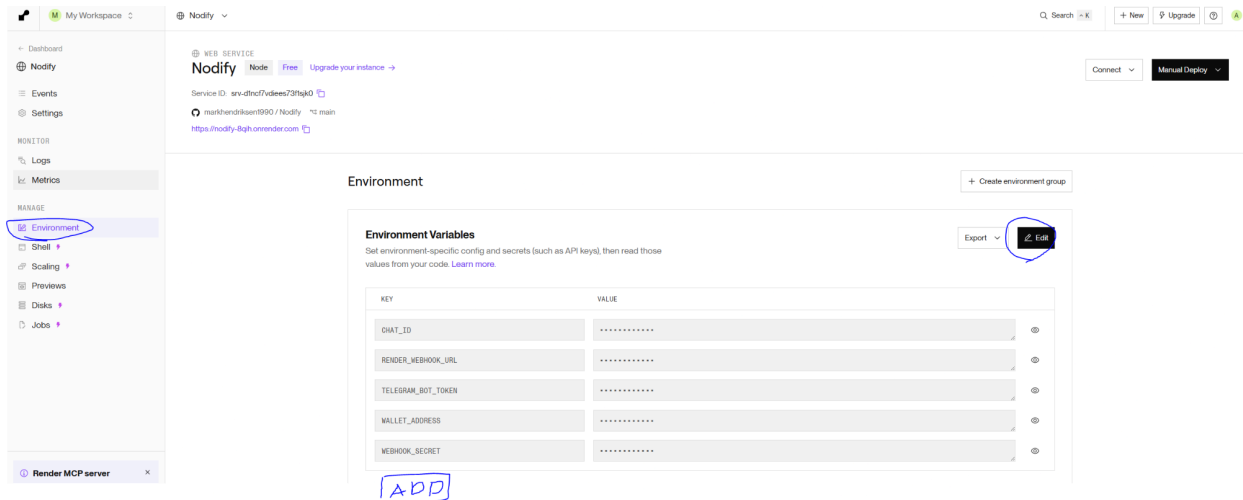 M My Workspace
Nodify
Search ^ K
+ New
Upgrade
A
← Dashboard
Nodify
Events
Settings
MONITOR
Logs
Metrics
MANAGE
Environment
Shell
Scaling
Previews
Disks
Jobs
Render MCP server ×
WEB SERVICE
Nodify Node Free Upgrade your instance →
Connect
Manual Deploy
Service ID:
markhendriksen1990 / Nodify main
https://nodify-8qih.onrender.com
Environment
+ Create environment group
Environment Variables
Export
Edit
Set environment-specific config and secrets (such as API keys), then read those
values from your code. Learn more.
KEY VALUE
CHAT_ID ••••••••••••
RENDER_WEBHOOK_URL ••••••••••••
TELEGRAM_BOT_TOKEN ••••••••••••
WALLET_ADDRESS ••••••••••••
WEBHOOK_SECRET ••••••••••••
ADD